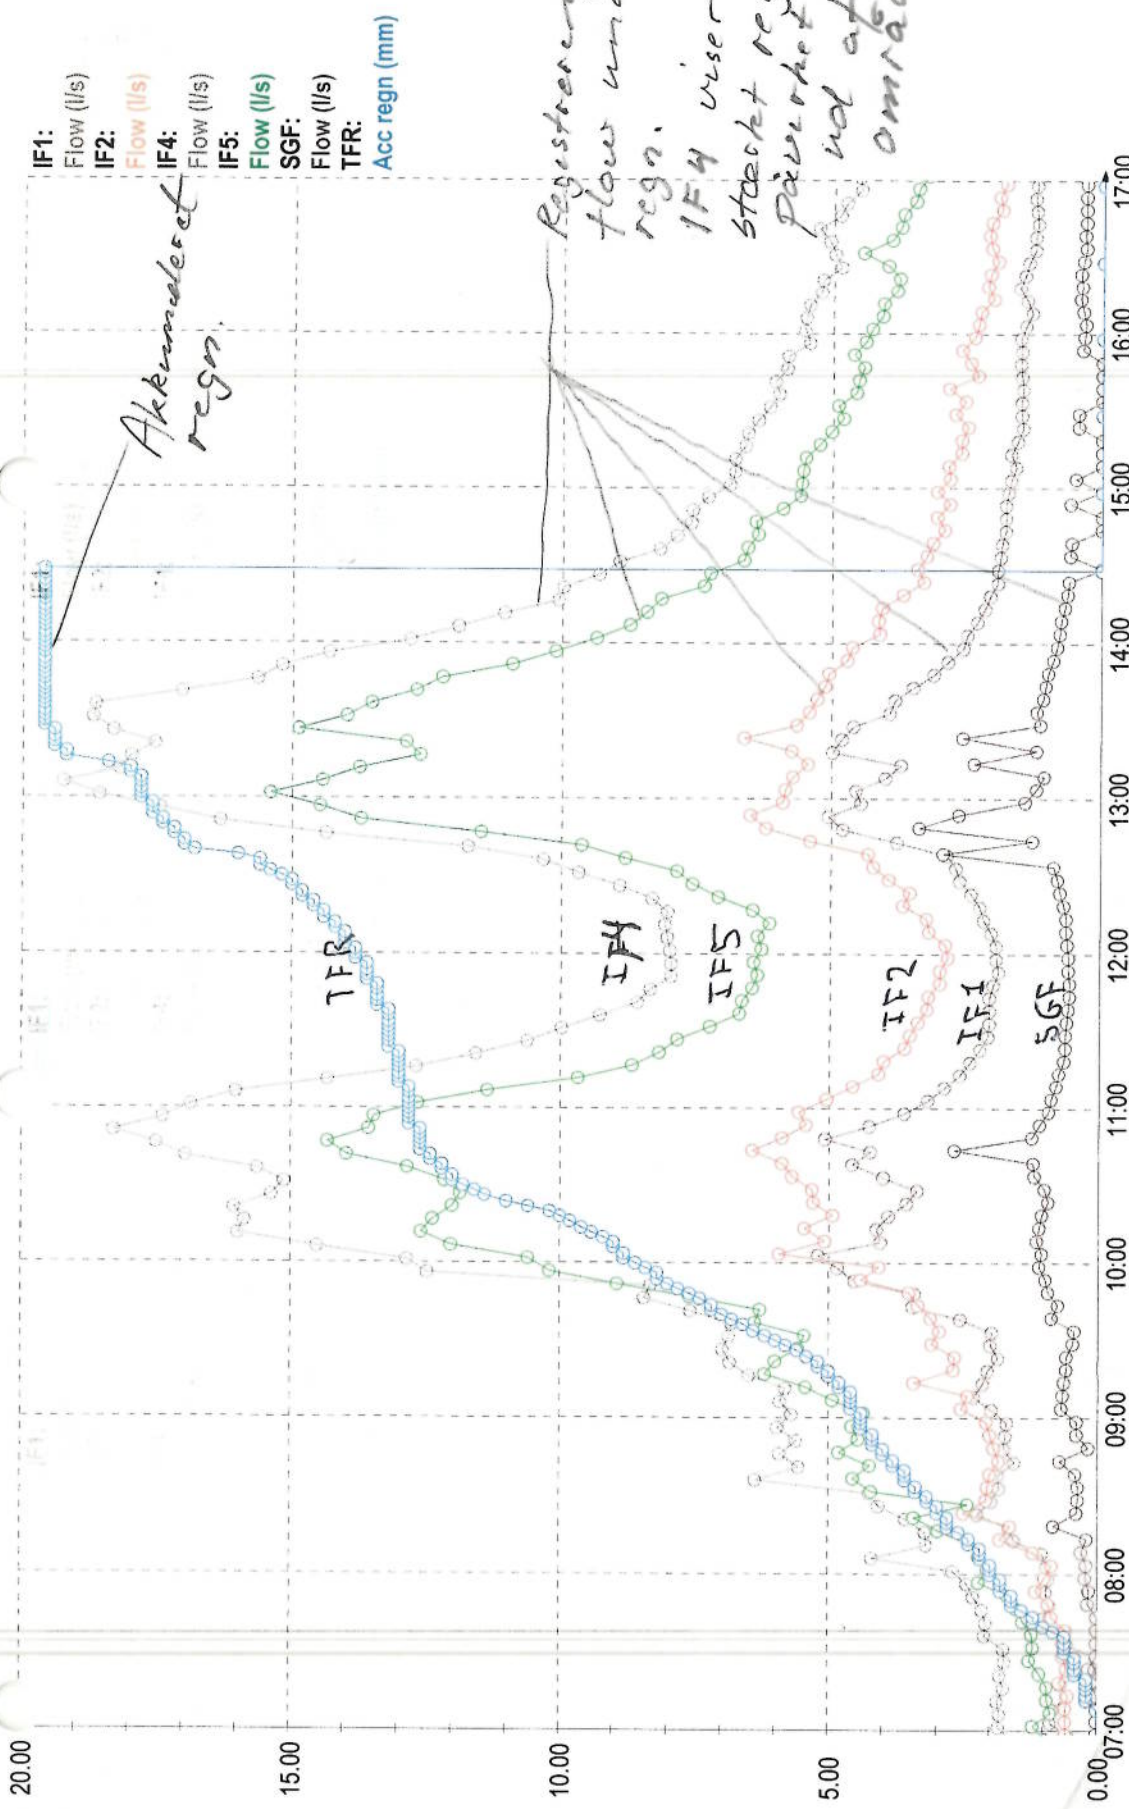 IF1:
Flow (l/s)
IF2:
Flow (l/s)
IF4:
Flow (l/s)
IF5:
Flow (l/s)
SGF:
Flow (l/s)
TFR:
Acc regn (mm)
Akkumuleret
regn.
flow
regn.
IF4 viser
stærkt
ind af
TFR
IF4
IF5
IF2
IF1
SGF
20.00
15.00
10.00
5.00
0.00
07:00
08:00
09:00
10:00
11:00
12:00
13:00
14:00
15:00
16:00
17:00